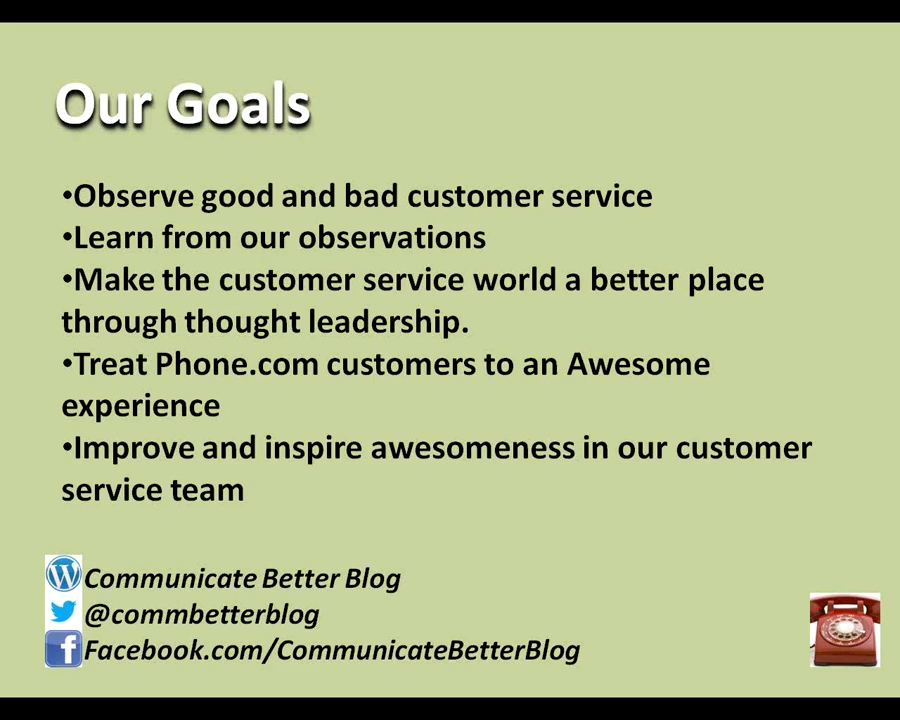 Our Goals
•Observe good and bad customer service
•Learn from our observations
•Make the customer service world a better place
through thought leadership.
•Treat Phone.com customers to an Awesome
experience
•Improve and inspire awesomeness in our customer
service team
Communicate Better Blog
@commbetterblog
Facebook.com/CommunicateBetterBlog